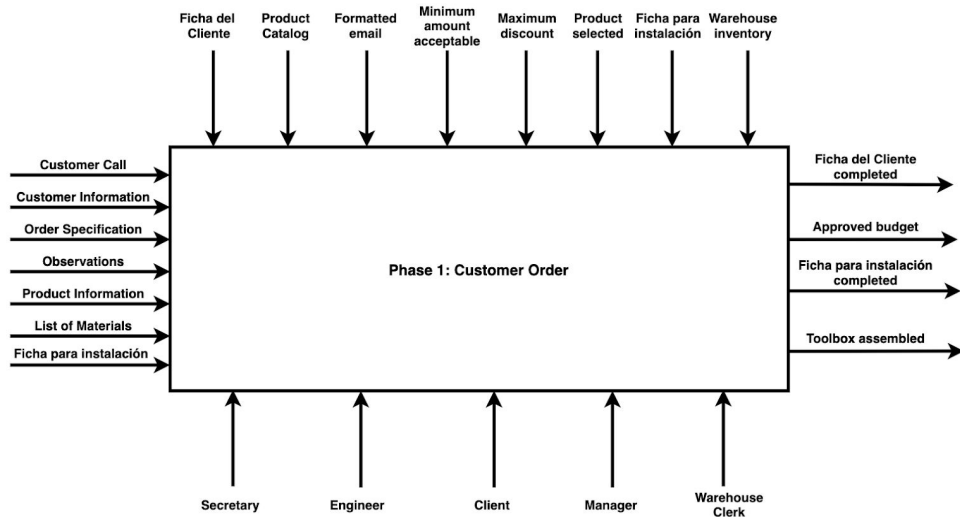 Ficha del
Cliente
Product
Catalog
Formatted
email
Minimum
amount
acceptable
Maximum
discount
Product
selected
Ficha para
instalación
Warehouse
inventory
Customer Call
Customer Information
Order Specification
Observations
Product Information
List of Materials
Ficha para instalación
Phase 1: Customer Order
Ficha del Cliente
completed
Approved budget
Ficha para instalación
completed
Toolbox assembled
Secretary
Engineer
Client
Manager
Warehouse
Clerk